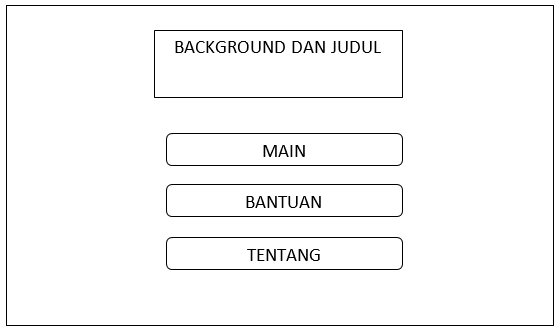 BACKGROUND DAN JUDUL
MAIN
BANTUAN
TENTANG